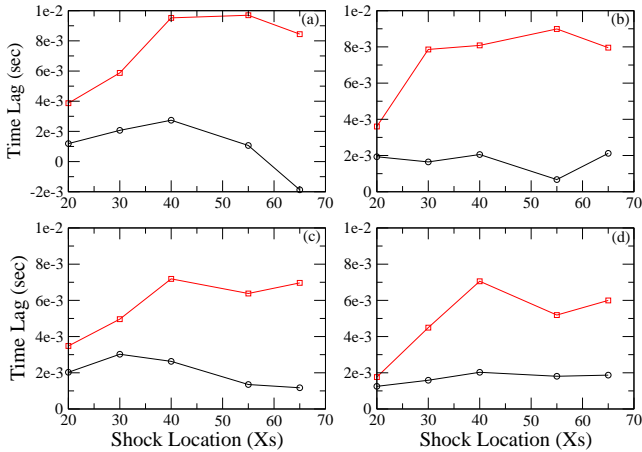 1e-2 (a) 1e-2 (b)
8e-3 8e-3
6e-3 6e-3
4e-3 4e-3
2e-3 2e-3
0
-2e-3 0
Time Lag (sec)
20 30 40 50 60 70 20 30 40 50 60 70
1e-2 (c) 1e-2 (d)
8e-3 8e-3
6e-3 6e-3
4e-3 4e-3
2e-3 2e-3
0 0
Time Lag (sec)
20 30 40 50 60 70 20 30 40 50 60 70
Shock Location (Xs) Shock Location (Xs)